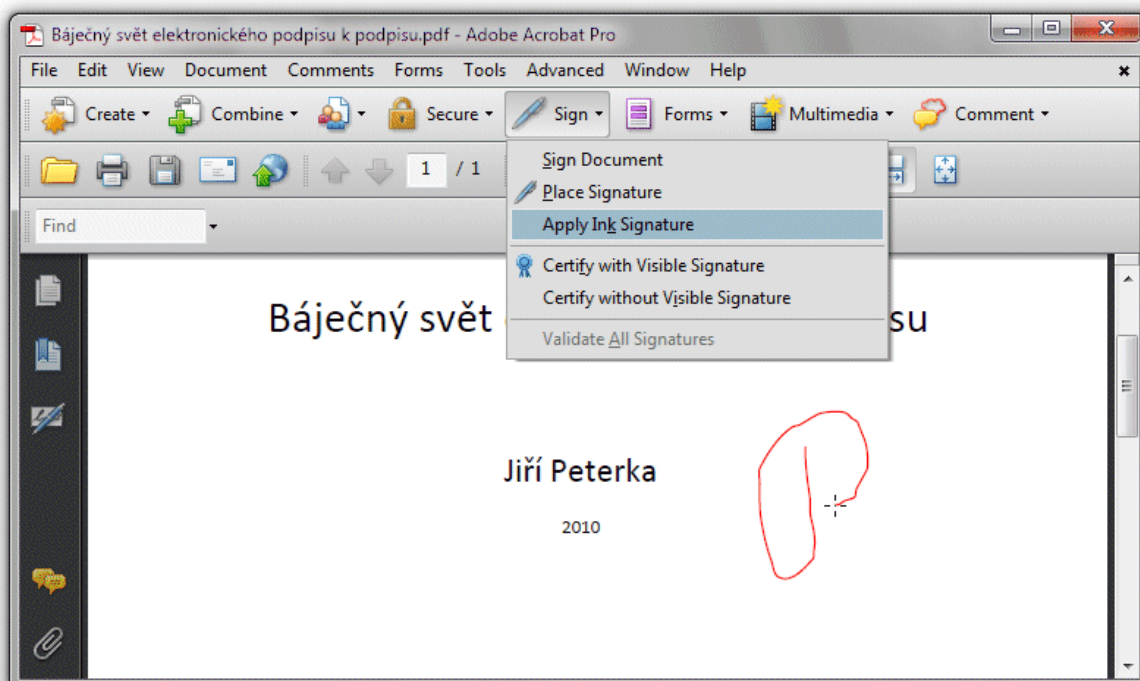 Báječný svět elektronického podpisu k podpisu.pdf - Adobe Acrobat Pro
File Edit View Document Comments Forms Tools Advanced Window Help
Create Combine Secure Sign Forms Multimedia Comment
1 / 1
Sign Document
Place Signature
Find
Apply Ink Signature
Certify with Visible Signature
Certify without Visible Signature
Báječný svět su
Validate All Signatures
Jiří Peterka
2010
P